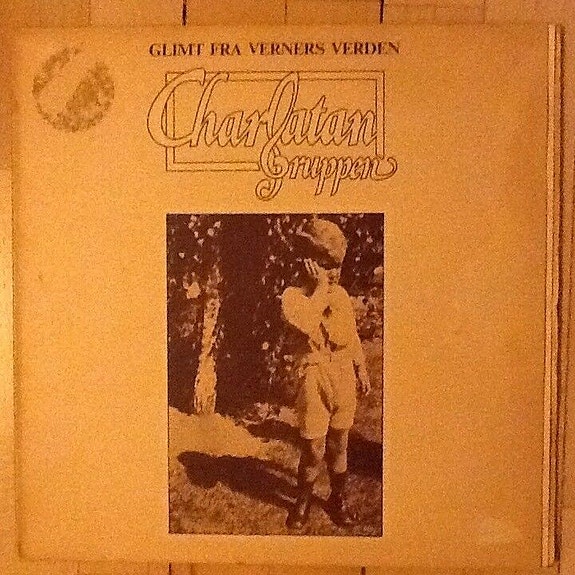 GLIMT FRA VERNERS VERDEN
Charlatan
Gruppen